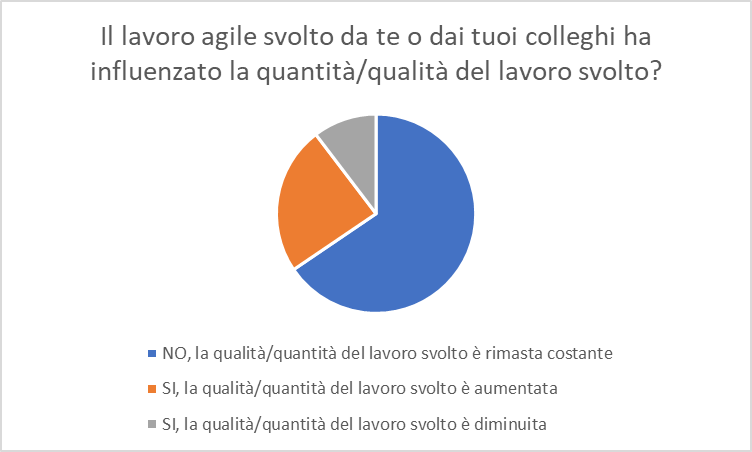 Il lavoro agile svolto da te o dai tuoi colleghi ha
influenzato la quantità/qualità del lavoro svolto?
NO, la qualità/quantità del lavoro svolto è rimasta costante
SI, la qualità/quantità del lavoro svolto è aumentata
SI, la qualità/quantità del lavoro svolto è diminuita